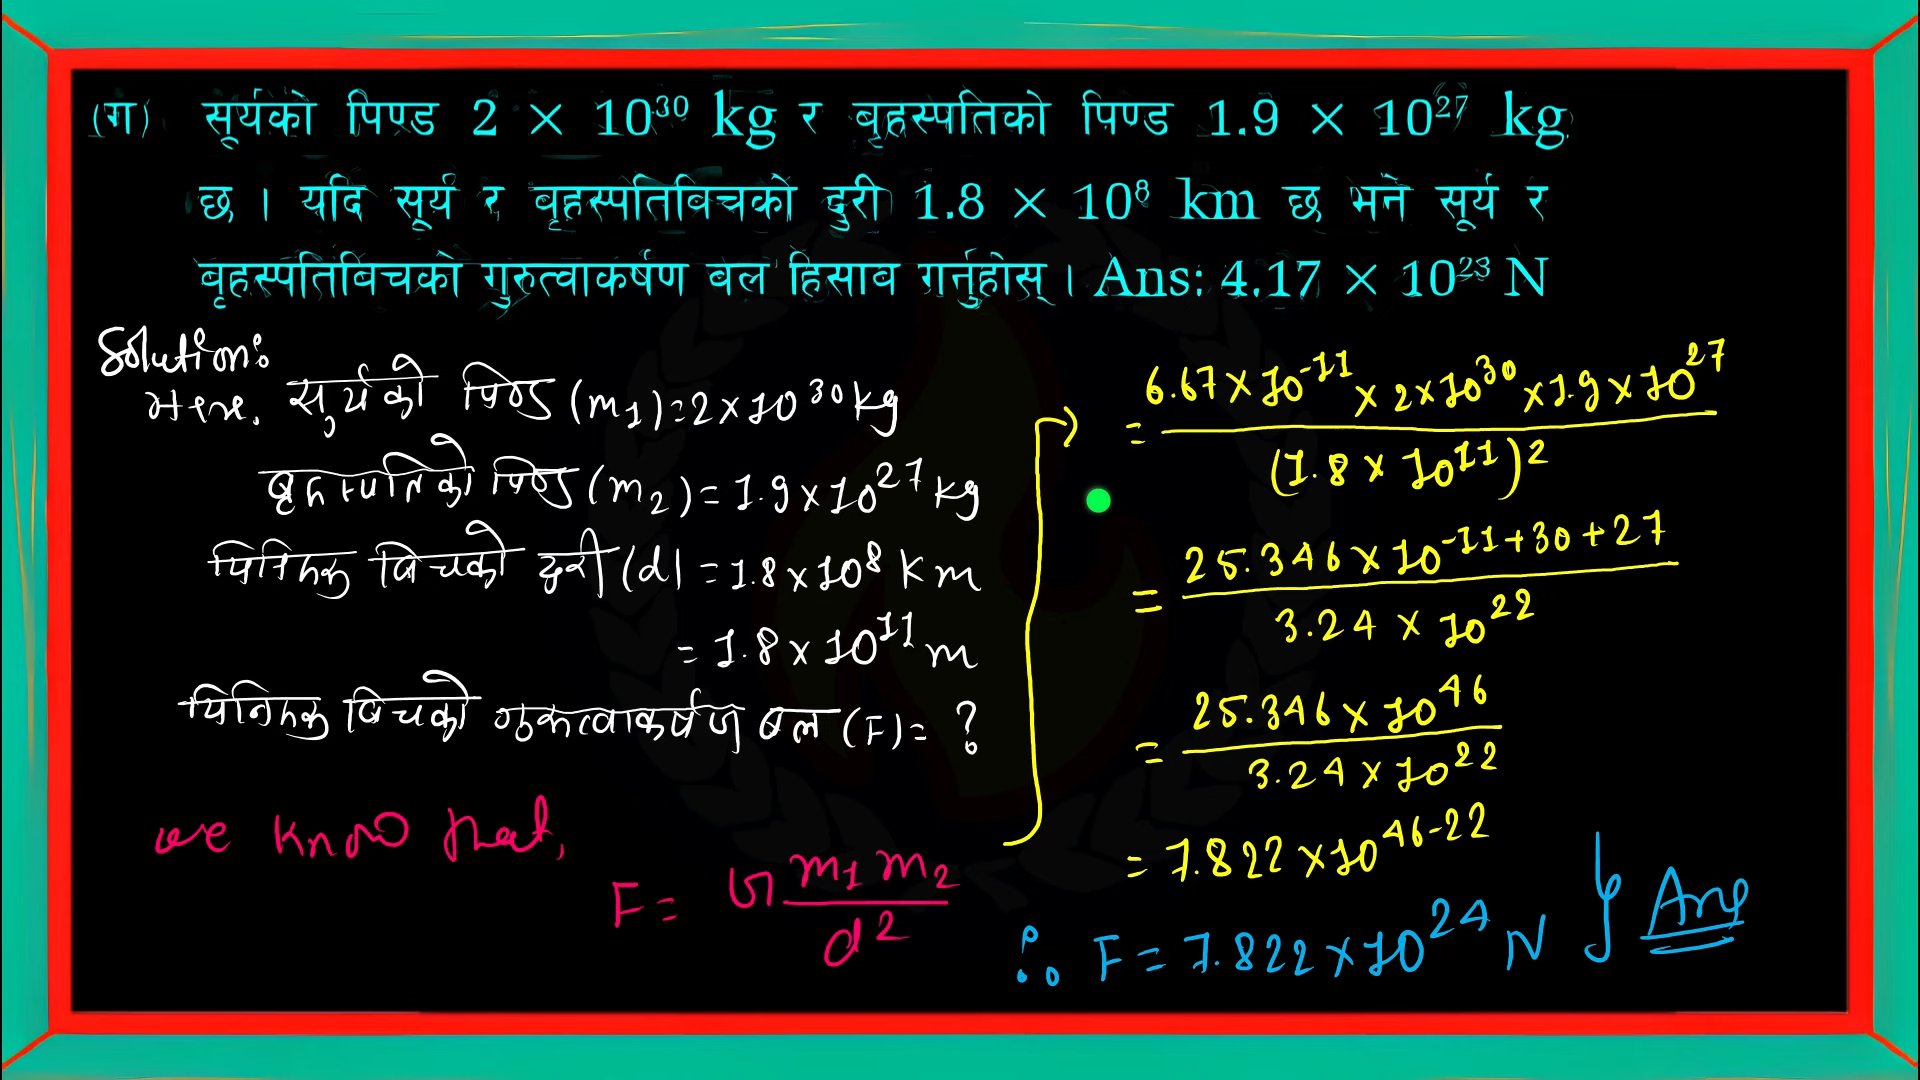 (ग) सूर्यको पिण्ड 2 × 10³⁰ kg र बृहस्पतिको पिण्ड 1.9 × 10²⁷ kg
छ । यदि सूर्य र बृहस्पतिबिचको दुरी 1.8 × 10⁸ km छ भने सूर्य र
बृहस्पतिबिचको गुरुत्वाकर्षण बल हिसाब गर्नुहोस् । Ans: 4.17 × 10²³ N
Solution:
Here, सुर्यको पिण्ड (m₁) = 2 × 10³⁰ kg
बृहस्पतिको पिण्ड (m₂) = 1.9 × 10²⁷ kg
बिचको दुरी (d) = 1.8 × 10⁸ km
= 1.8 × 10¹¹ m
बिचको गुरुत्वाकर्षण बल (F) = ?
we know that,
F = G m₁ m₂ / d²
= 6.67 × 10⁻¹¹ × 2 × 10³⁰ × 1.9 × 10²⁷ / (1.8 × 10¹¹)²
= 25.346 × 10⁻¹¹⁺³⁰⁺²⁷ / 3.24 × 10²²
= 25.346 × 10⁴⁶ / 3.24 × 10²²
= 7.822 × 10⁴⁶⁻²²
∴ F = 7.822 × 10²⁴ N Ans